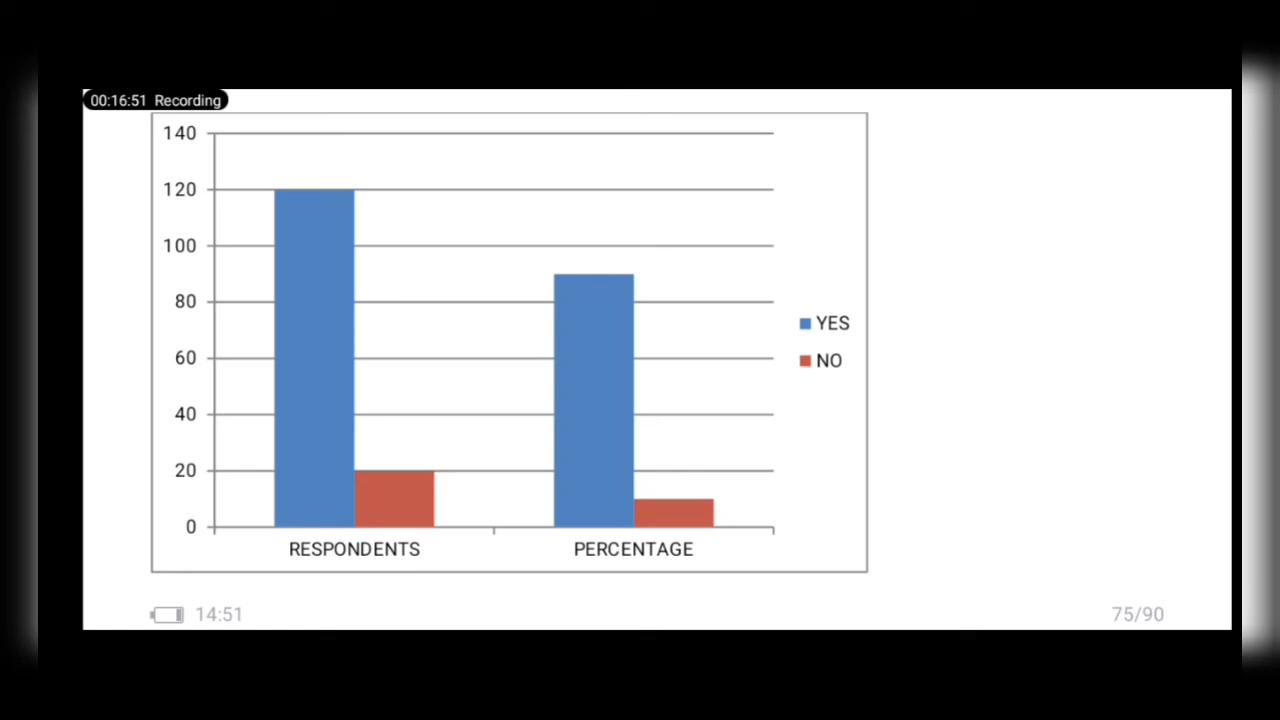 00:16:51 Recording
140
120
100
80
60
40
20
0
RESPONDENTS PERCENTAGE
YES
NO
14:51 75/90